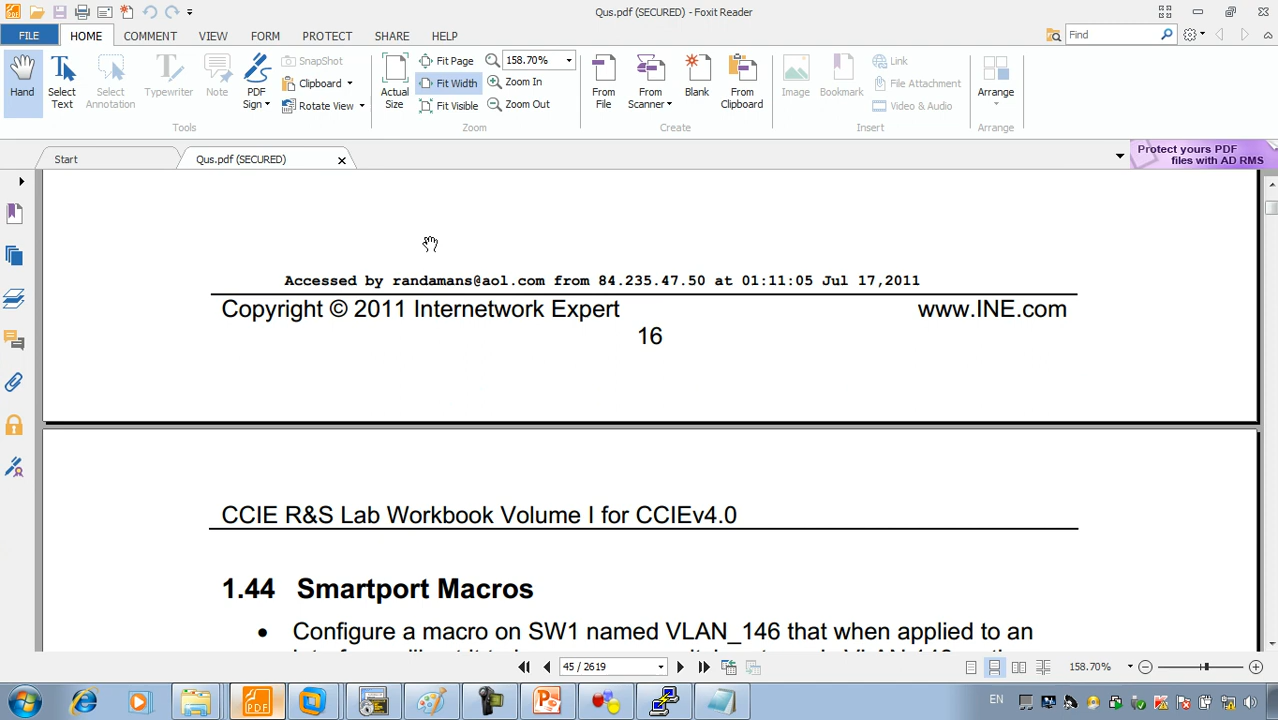 Qus.pdf (SECURED) - Foxit Reader
FILE HOME COMMENT VIEW FORM PROTECT SHARE HELP
Find
Hand
Select Text
Select Annotation
Typewriter
Note
PDF Sign
SnapShot
Clipboard
Rotate View
Tools
Actual Size
Fit Page
Fit Width
Fit Visible
158.70%
Zoom In
Zoom Out
Zoom
From File
From Scanner
Blank
From Clipboard
Create
Image
Bookmark
Link
File Attachment
Video & Audio
Insert
Arrange
Arrange
Start
Qus.pdf (SECURED)
Protect yours PDF
files with AD RMS
Accessed by randamans@aol.com from 84.235.47.50 at 01:11:05 Jul 17,2011
Copyright © 2011 Internetwork Expert www.INE.com
16
CCIE R&S Lab Workbook Volume I for CCIEv4.0
1.44 Smartport Macros
• Configure a macro on SW1 named VLAN_146 that when applied to an
45 / 2619
158.70%
PDF
EN